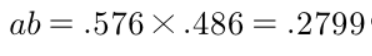 ab = .576 × .486 = .2799